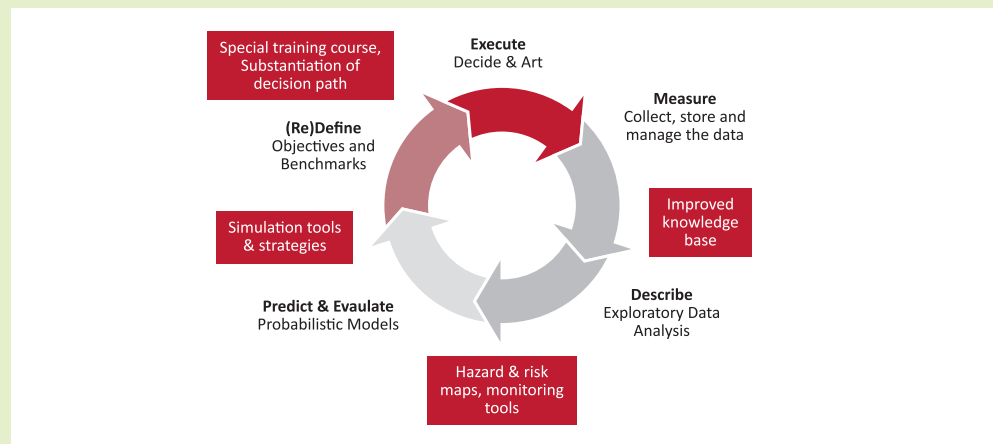 Special training course,
Substantiation of
decision path
Execute
Decide & Art
Measure
Collect, store and
manage the data
(Re)Define
Objectives and
Benchmarks
Improved
knowledge
base
Simulation tools
& strategies
Describe
Exploratory Data
Analysis
Predict & Evaulate
Probabilistic Models
Hazard & risk
maps, monitoring
tools